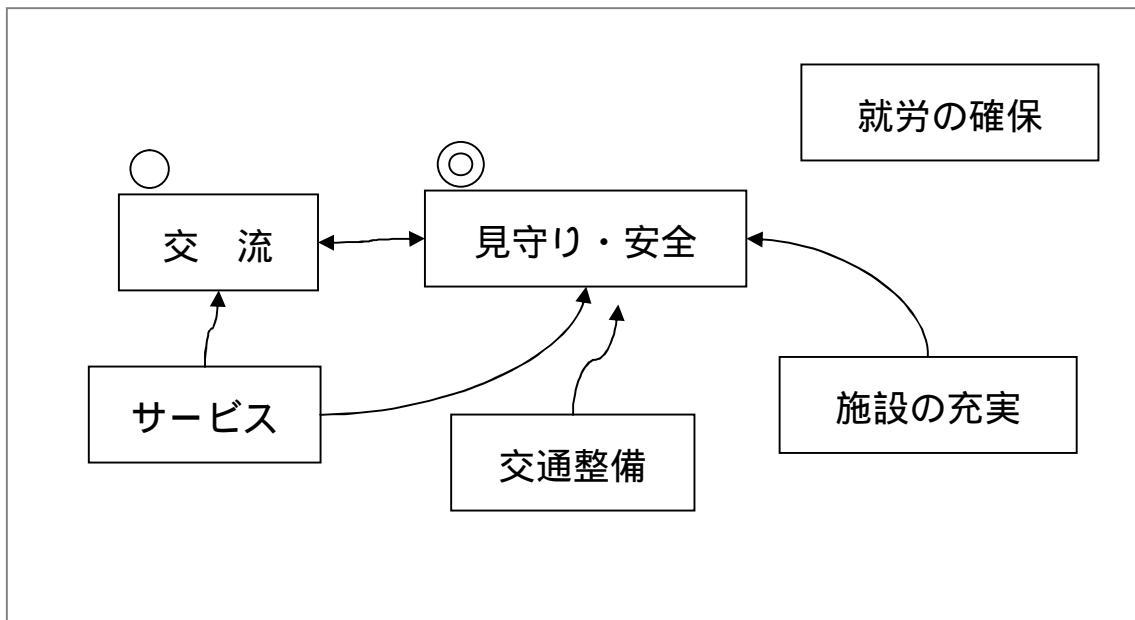 就労の確保
交　流
見守り・安全
サービス
交通整備
施設の充実